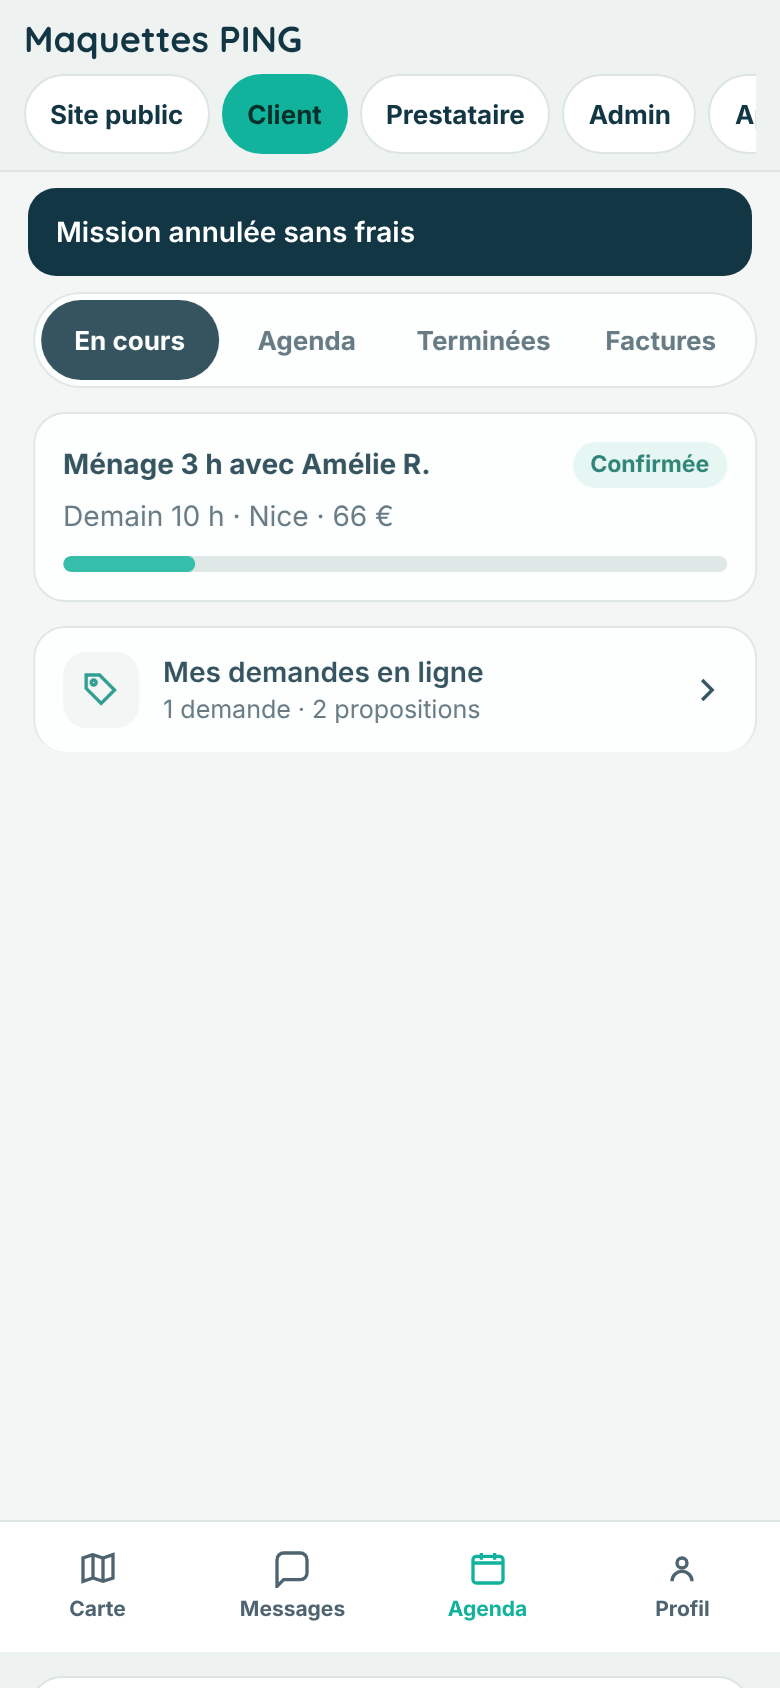 Maquettes PING
Site public
Client
Prestataire
Admin
Mission annulée sans frais
En cours
Agenda
Terminées
Factures
Ménage 3 h avec Amélie R.
Confirmée
Demain 10 h · Nice · 66 €
Mes demandes en ligne
1 demande · 2 propositions
Carte
Messages
Agenda
Profil